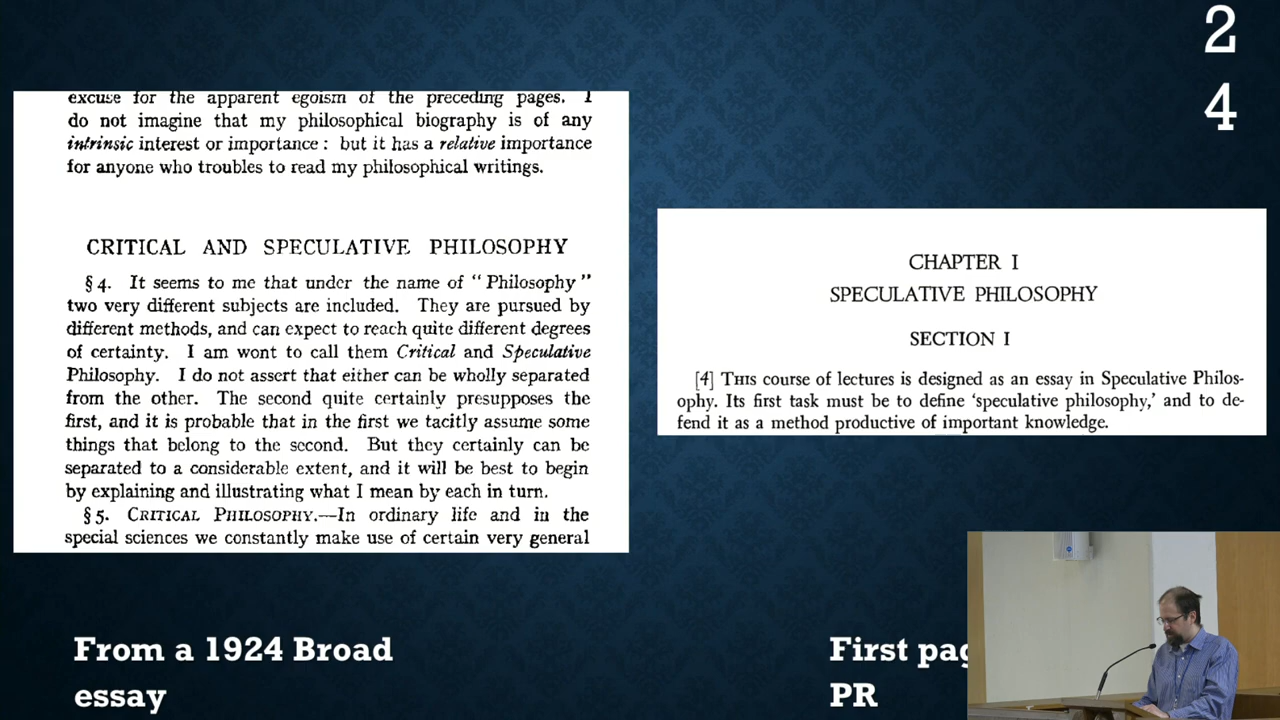 2
4
excuse for the apparent egoism of the preceding pages. I
do not imagine that my philosophical biography is of any
intrinsic interest or importance : but it has a relative importance
for anyone who troubles to read my philosophical writings.
CRITICAL AND SPECULATIVE PHILOSOPHY
§ 4. It seems to me that under the name of “ Philosophy ”
two very different subjects are included. They are pursued by
different methods, and can expect to reach quite different degrees
of certainty. I am wont to call them Critical and Speculative
Philosophy. I do not assert that either can be wholly separated
from the other. The second quite certainly presupposes the
first, and it is probable that in the first we tacitly assume some
things that belong to the second. But they certainly can be
separated to a considerable extent, and it will be best to begin
by explaining and illustrating what I mean by each in turn.
§ 5. CRITICAL PHILOSOPHY.—In ordinary life and in the
special sciences we constantly make use of certain very general
CHAPTER I
SPECULATIVE PHILOSOPHY
SECTION I
[4] THIS course of lectures is designed as an essay in Speculative Philos-
ophy. Its first task must be to define ‘speculative philosophy,’ and to de-
fend it as a method productive of important knowledge.
From a 1924 Broad
essay
First
PR